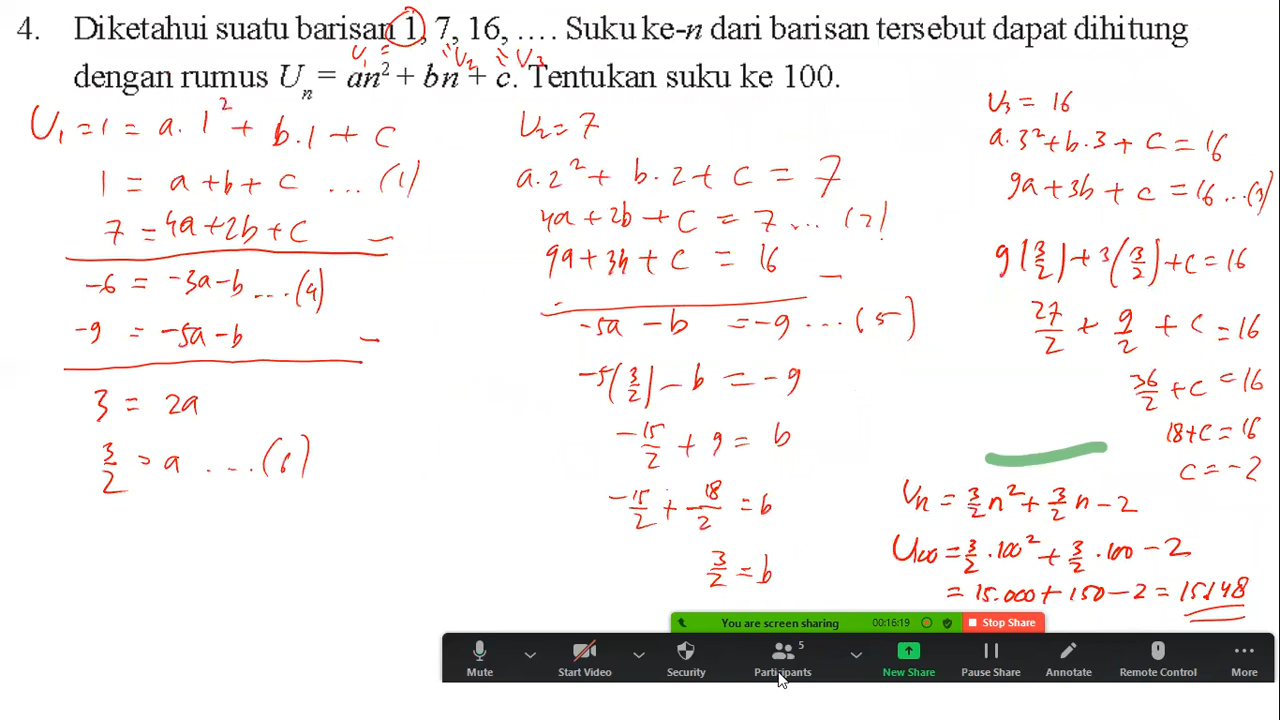 4. Diketahui suatu barisan 1, 7, 16, .... Suku ke-n dari barisan tersebut dapat dihitung
U₁ = U₂ U₃
dengan rumus Uₙ = an² + bn + c. Tentukan suku ke 100.
U₁ = 1 = a.1² + b.1 + c
1 = a + b + c ... (1)
7 = 4a + 2b + c −
-6 = -3a - b ....(4)
-9 = -5a - b −
3 = 2a
3/2 = a ....(6)
U₂ = 7
a.2² + b.2 + c = 7
4a + 2b + c = 7 ... (2)
9a + 3b + c = 16 −
-5a - b = -9 ... (5)
-5(3/2) - b = -9
-15/2 + 9 = b
-15/2 + 18/2 = b
3/2 = b
U₃ = 16
a.3² + b.3 + c = 16
9a + 3b + c = 16 ...(3)
9(3/2) + 3(3/2) + c = 16
27/2 + 9/2 + c = 16
36/2 + c = 16
18 + c = 16
c = -2
Uₙ = 3/2 n² + 3/2 n - 2
U₁₀₀ = 3/2 . 100² + 3/2 . 100 - 2
= 15.000 + 150 - 2 = 15.148
You are screen sharing 00:16:19 Stop Share
5
Mute Start Video Security Participants New Share Pause Share Annotate Remote Control More